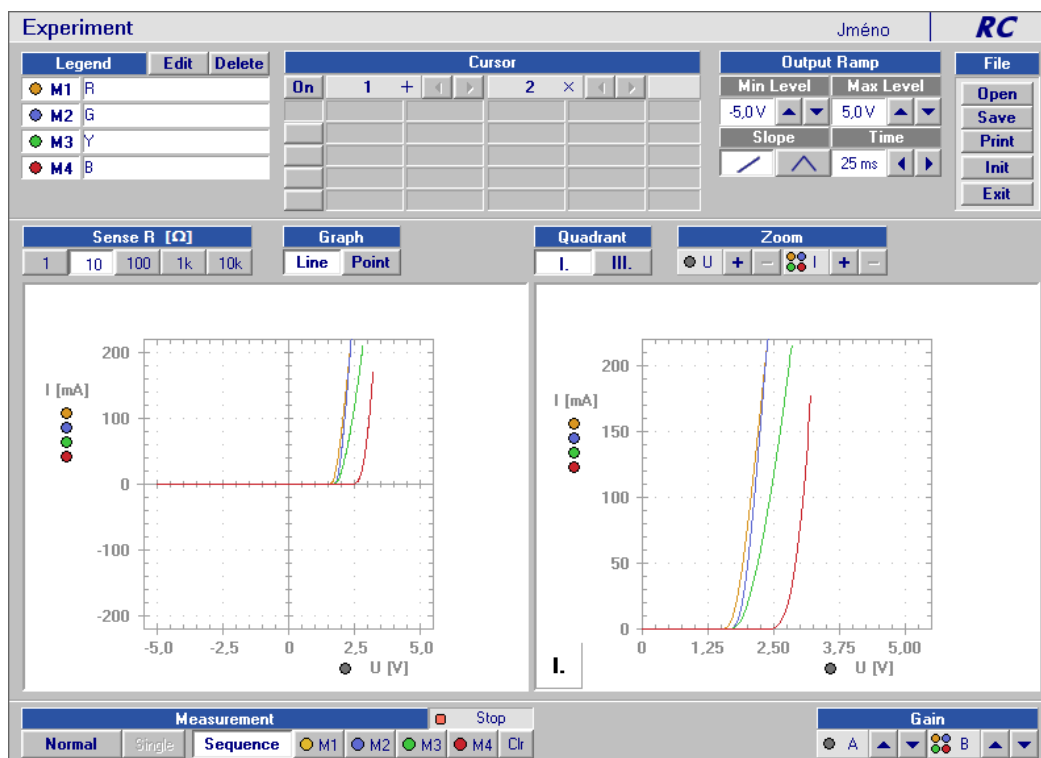 Experiment Jméno RC
Legend Edit Delete Cursor Output Ramp File
M1 R On 1 + 2 × Min Level Max Level Open
M2 G -5,0 V 5,0 V Save
M3 Y Slope Time Print
M4 B 25 ms Init
Exit
Sense R [Ω] Graph Quadrant Zoom
1 10 100 1k 10k Line Point I. III. U + – I + –
200
I [mA]
100
0
-100
-200
-5,0 -2,5 0 2,5 5,0
U [V]
200
I [mA]
150
100
50
0
0 1,25 2,50 3,75 5,00
I. U [V]
Measurement Stop Gain
Normal Single Sequence M1 M2 M3 M4 Clr A B